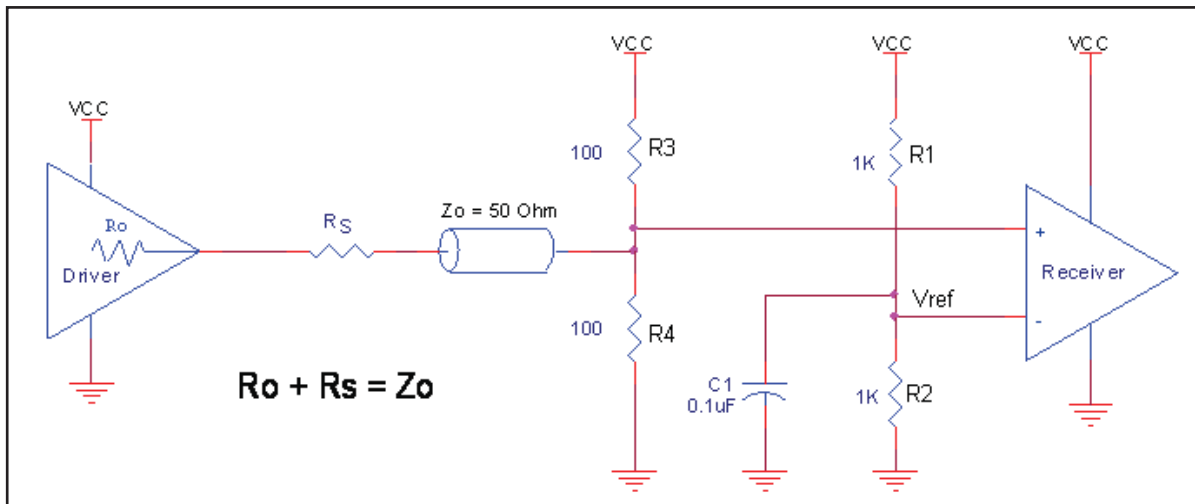 VCC
Ro
Driver
RS
Zo = 50 Ohm
VCC
100
R3
100
R4
Ro + Rs = Zo
VCC
1K
R1
Vref
C1
0.1uF
1K
R2
VCC
+
-
Receiver